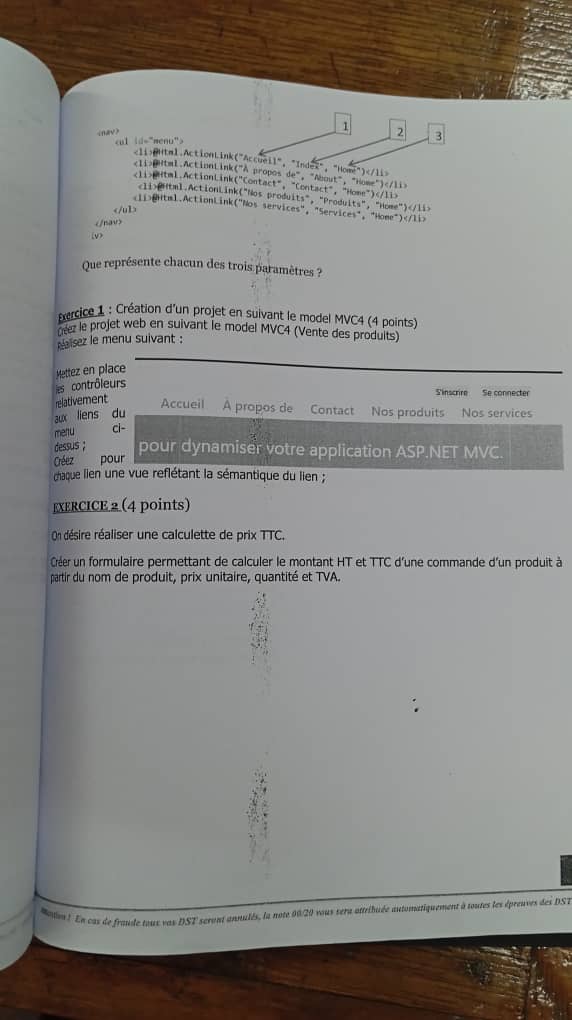 1
2
3
<nav>
<ul id="menu">
<li>@Html.ActionLink("Accueil", "Index", "Home")</li>
<li>@Html.ActionLink("À propos de", "About", "Home")</li>
<li>@Html.ActionLink("Contact", "Contact", "Home")</li>
<li>@Html.ActionLink("Nos produits", "Produits", "Home")</li>
<li>@Html.ActionLink("Nos services", "Services", "Home")</li>
</ul>
</nav>
iv>
Que représente chacun des trois paramètres ?
Exercice 1 : Création d'un projet en suivant le model MVC4 (4 points)
Créez le projet web en suivant le model MVC4 (Vente des produits)
Réalisez le menu suivant :
Mettez en place
les contrôleurs
relativement
aux liens du
menu ci-
dessus ;
Créez pour
S'inscrire Se connecter
Accueil À propos de Contact Nos produits Nos services
pour dynamiser votre application ASP.NET MVC.
chaque lien une vue reflétant la sémantique du lien ;
EXERCICE 2 (4 points)
On désire réaliser une calculette de prix TTC.
Créer un formulaire permettant de calculer le montant HT et TTC d'une commande d'un produit à
partir du nom de produit, prix unitaire, quantité et TVA.
Attention ! En cas de fraude tous vos DST seront annulés, la note 00/20 vous sera attribuée automatiquement à toutes les épreuves des DST